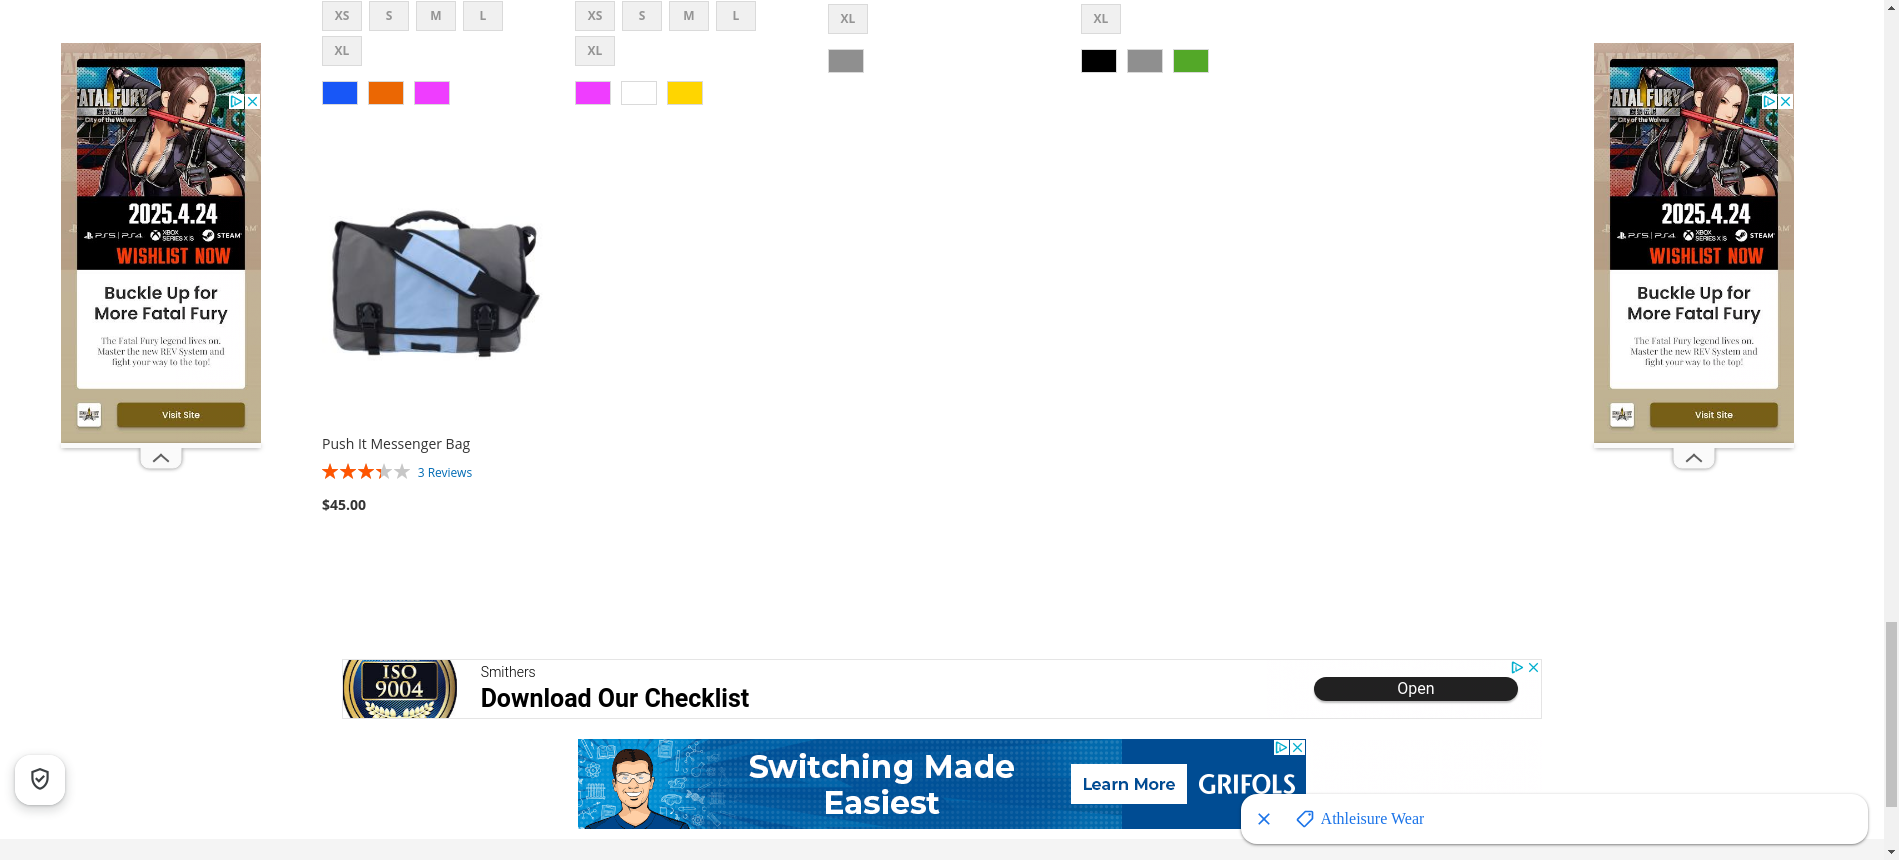 XS S M L
XL
XS S M L
XL
XL
XL
FATAL FURY
City of the Wolves
2025.4.24
PS5 PS4 XBOX SERIES X|S STEAM
WISHLIST NOW
Buckle Up for
More Fatal Fury
The Fatal Fury legend lives on.
Master the new REV System and
fight your way to the top!
Visit Site
Push It Messenger Bag
3 Reviews
$45.00
FATAL FURY
City of the Wolves
2025.4.24
PS5 PS4 XBOX SERIES X|S STEAM
WISHLIST NOW
Buckle Up for
More Fatal Fury
The Fatal Fury legend lives on.
Master the new REV System and
fight your way to the top!
Visit Site
ISO
9004
Smithers
Download Our Checklist
Open
Switching Made
Easiest
Learn More
GRIFOLS
Athleisure Wear